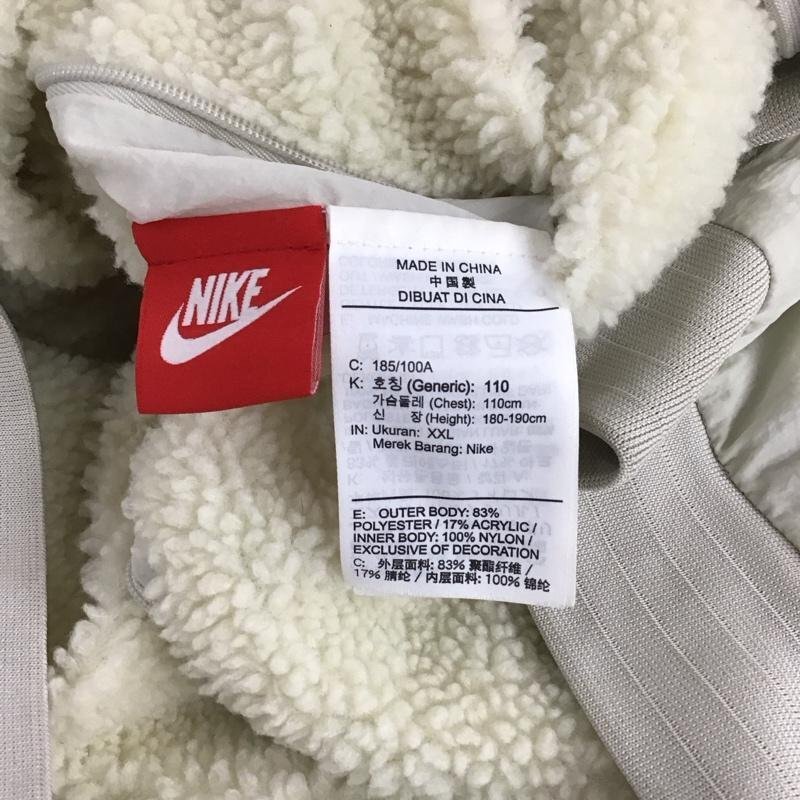 NIKE
MADE IN CHINA
中国製
DIBUAT DI CINA
C: 185/100A
K: 호칭 (Generic): 110
가슴둘레 (Chest): 110cm
신 장 (Height): 180-190cm
IN: Ukuran: XXL
Merek Barang: Nike
E: OUTER BODY: 83%
POLYESTER / 17% ACRYLIC /
INNER BODY: 100% NYLON /
EXCLUSIVE OF DECORATION
C: 外层面料: 83% 聚酯纤维 /
17% 腈纶 / 内层面料: 100% 锦纶